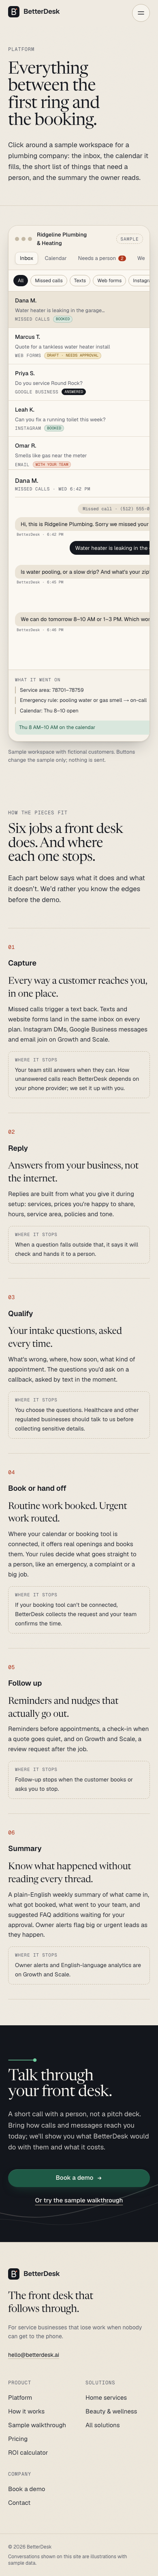 BetterDesk
PLATFORM
Everything
between the
first ring and
the booking.
Click around a sample workspace for a
plumbing company: the inbox, the calendar it
fills, the short list of things that need a
person, and the summary the owner reads.
Ridgeline Plumbing
& Heating
SAMPLE
Inbox
Calendar
Needs a person 2
We
All
Missed calls
Texts
Web forms
Instagra
Dana M.
Water heater is leaking in the garage…
MISSED CALLS BOOKED
Marcus T.
Quote for a tankless water heater install
WEB FORMS DRAFT · NEEDS APPROVAL
Priya S.
Do you service Round Rock?
GOOGLE BUSINESS ANSWERED
Leah K.
Can you fix a running toilet this week?
INSTAGRAM BOOKED
Omar R.
Smells like gas near the meter
EMAIL WITH YOUR TEAM
Dana M.
MISSED CALLS · WED 6:42 PM
Missed call · (512) 555-0
Hi, this is Ridgeline Plumbing. Sorry we missed your
BetterDesk · 6:42 PM
Water heater is leaking in the
Is water pooling, or a slow drip? And what's your zip
BetterDesk · 6:45 PM
We can do tomorrow 8–10 AM or 1–3 PM. Which wor
BetterDesk · 6:46 PM
WHAT IT WENT ON
Service area: 78701–78759
Emergency rule: pooling water or gas smell → on-call
Calendar: Thu 8–10 open
Thu 8 AM–10 AM on the calendar
Sample workspace with fictional customers. Buttons
change the sample only; nothing is sent.
HOW THE PIECES FIT
Six jobs a front desk
does. And where
each one stops.
Each part below says what it does and what
it doesn't. We'd rather you know the edges
before the demo.
01
Capture
Every way a customer reaches you,
in one place.
Missed calls trigger a text back. Texts and
website forms land in the same inbox on every
plan. Instagram DMs, Google Business messages
and email join on Growth and Scale.
WHERE IT STOPS
Your team still answers when they can. How
unanswered calls reach BetterDesk depends on
your phone provider; we set it up with you.
02
Reply
Answers from your business, not
the internet.
Replies are built from what you give it during
setup: services, prices you're happy to share,
hours, service area, policies and tone.
WHERE IT STOPS
When a question falls outside that, it says it will
check and hands it to a person.
03
Qualify
Your intake questions, asked
every time.
What's wrong, where, how soon, what kind of
appointment. The questions you'd ask on a
callback, asked by text in the moment.
WHERE IT STOPS
You choose the questions. Healthcare and other
regulated businesses should talk to us before
collecting sensitive details.
04
Book or hand off
Routine work booked. Urgent
work routed.
Where your calendar or booking tool is
connected, it offers real openings and books
them. Your rules decide what goes straight to
a person, like an emergency, a complaint or a
big job.
WHERE IT STOPS
If your booking tool can't be connected,
BetterDesk collects the request and your team
confirms the time.
05
Follow up
Reminders and nudges that
actually go out.
Reminders before appointments, a check-in when
a quote goes quiet, and on Growth and Scale, a
review request after the job.
WHERE IT STOPS
Follow-up stops when the customer books or
asks you to stop.
06
Summary
Know what happened without
reading every thread.
A plain-English weekly summary of what came in,
what got booked, what went to your team, and
suggested FAQ additions waiting for your
approval. Owner alerts flag big or urgent leads as
they happen.
WHERE IT STOPS
Owner alerts and English-language analytics are
on Growth and Scale.
Talk through
your front desk.
A short call with a person, not a pitch deck.
Bring how calls and messages reach you
today; we'll show you what BetterDesk would
do with them and what it costs.
Book a demo →
Or try the sample walkthrough
BetterDesk
The front desk that
follows through.
For service businesses that lose work when nobody
can get to the phone.
hello@betterdesk.ai
PRODUCT
Platform
How it works
Sample walkthrough
Pricing
ROI calculator
SOLUTIONS
Home services
Beauty & wellness
All solutions
COMPANY
Book a demo
Contact
© 2026 BetterDesk
Conversations shown on this site are illustrations with
sample data.